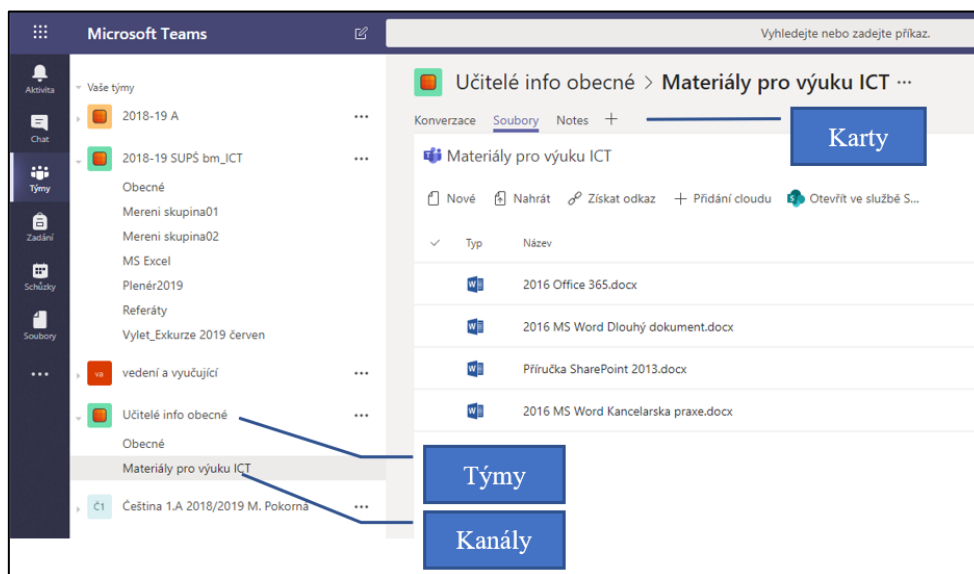 Microsoft Teams
Vyhledejte nebo zadejte příkaz.
Aktivita
Chat
Týmy
Zadání
Schůzky
Soubory
Vaše týmy
2018-19 A
2018-19 SUPŠ bm_ICT
Obecné
Mereni skupina01
Mereni skupina02
MS Excel
Plenér2019
Referáty
Vylet_Exkurze 2019 červen
va vedení a vyučující
Učitelé info obecné
Obecné
Materiály pro výuku ICT
Č1 Čeština 1.A 2018/2019 M. Pokorná
Učitelé info obecné > Materiály pro výuku ICT ...
Konverzace Soubory Notes +
Karty
Materiály pro výuku ICT
Nové Nahrát Získat odkaz + Přidání cloudu Otevřít ve službě S...
Typ Název
2016 Office 365.docx
2016 MS Word Dlouhý dokument.docx
Příručka SharePoint 2013.docx
2016 MS Word Kancelarska praxe.docx
Týmy
Kanály